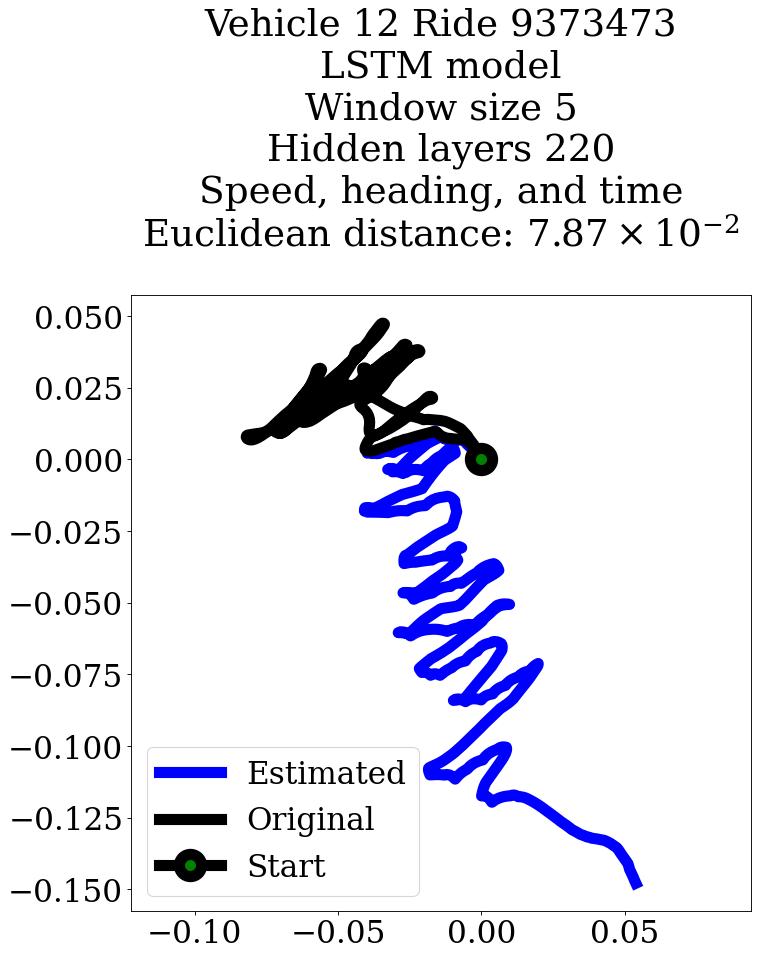 Vehicle 12 Ride 9373473
LSTM model
Window size 5
Hidden layers 220
Speed, heading, and time
Euclidean distance: 7.87 × 10⁻²
0.050
0.025
0.000
−0.025
−0.050
−0.075
−0.100
−0.125
−0.150
Estimated
Original
Start
−0.10 −0.05 0.00 0.05